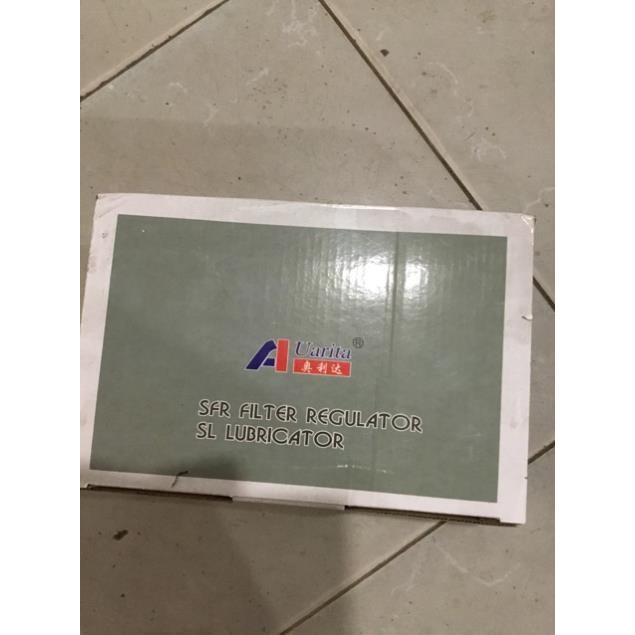 Uarita®
奥利达
SFR FILTER REGULATOR
SL LUBRICATOR